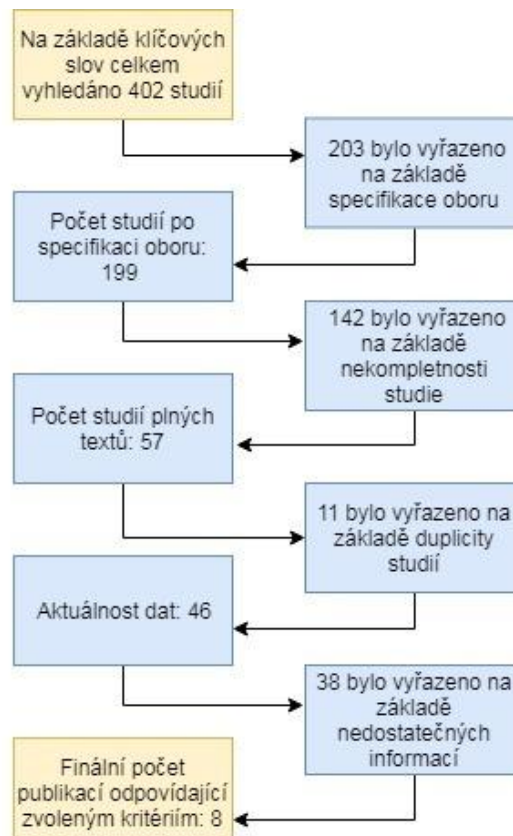 Na základě klíčových
slov celkem
vyhledáno 402 studií
203 bylo vyřazeno
na základě
specifikace oboru
Počet studií po
specifikaci oboru:
199
142 bylo vyřazeno
na základě
nekompletnosti
studie
Počet studií plných
textů: 57
11 bylo vyřazeno na
základě duplicity
studií
Aktuálnost dat: 46
38 bylo vyřazeno na
základě
nedostatečných
informací
Finální počet
publikací odpovídající
zvoleným kritériím: 8